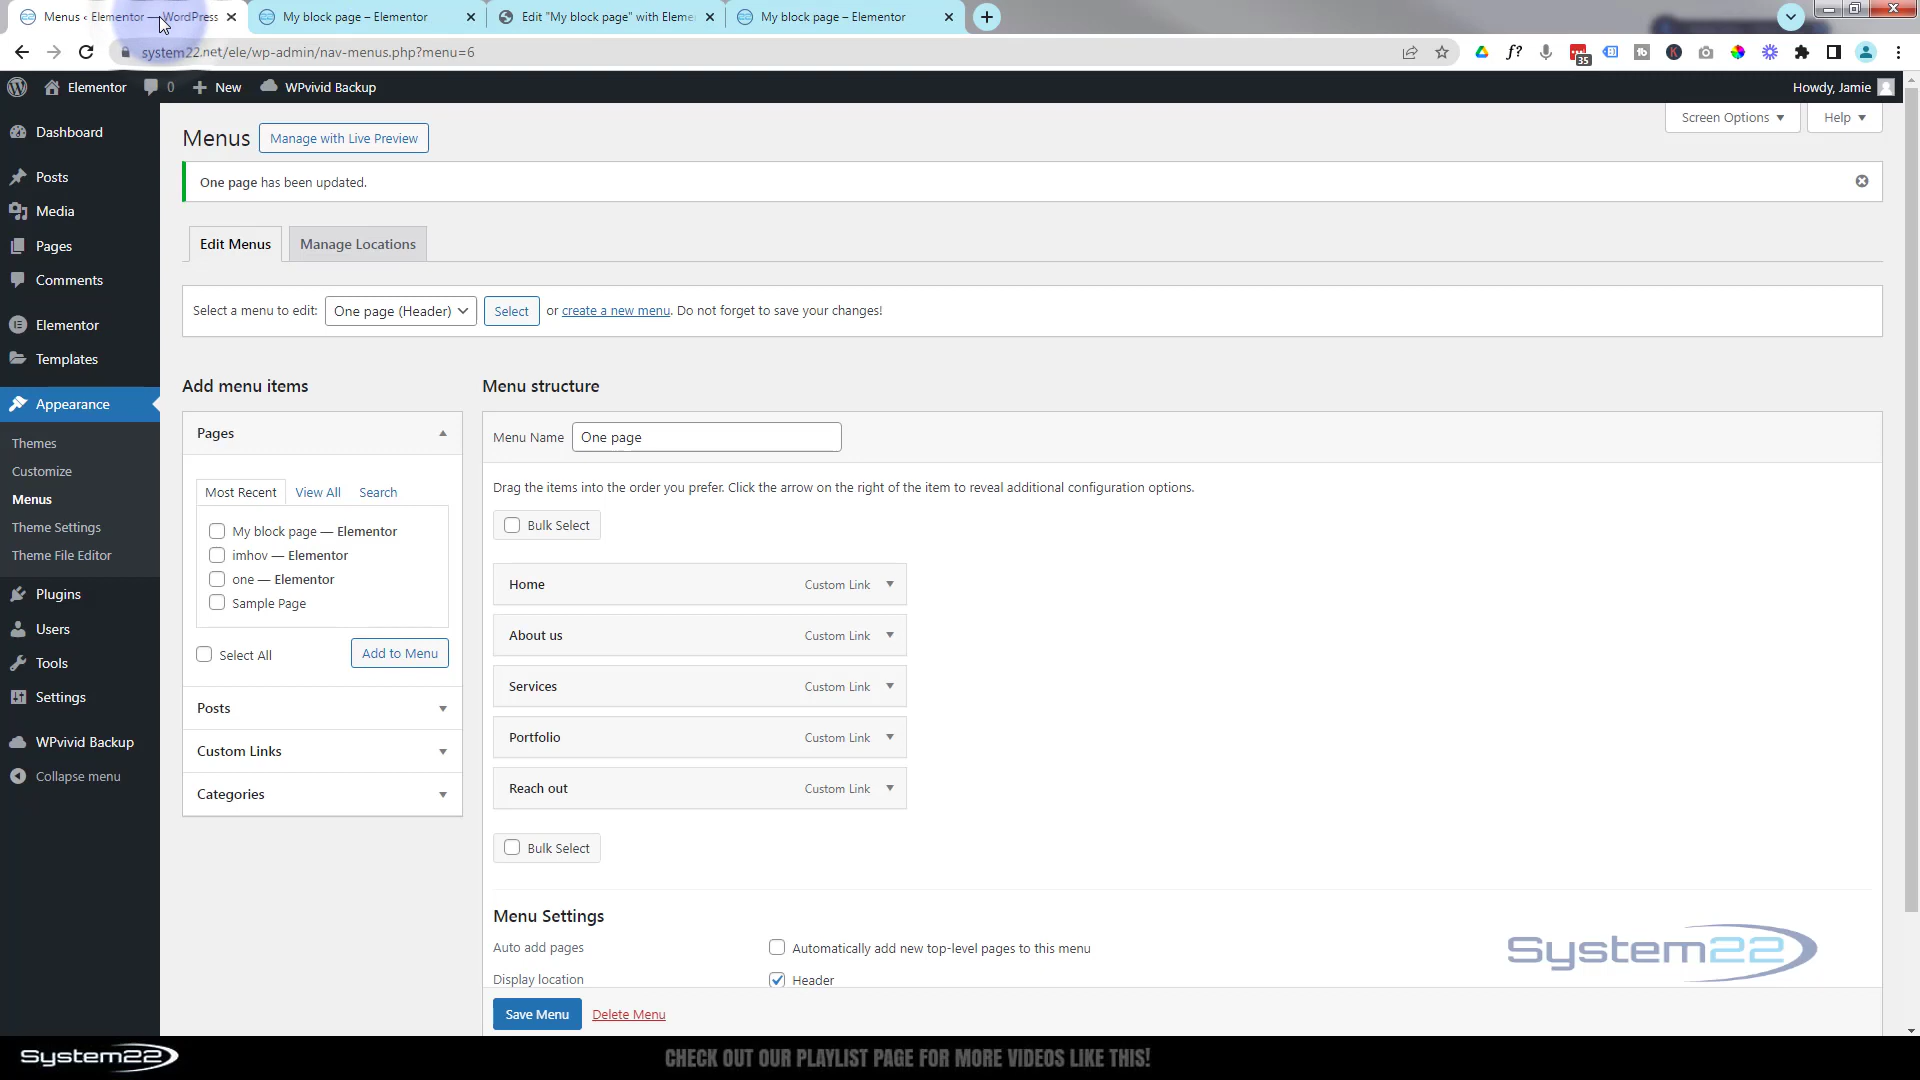 Menus ‹ Elementor — WordPress
My block page – Elementor
Edit "My block page" with Eleme
My block page – Elementor
system22.net/ele/wp-admin/nav-menus.php?menu=6
f?
tb
K
35
Elementor
0
New
WPvivid Backup
Howdy, Jamie
Dashboard
Posts
Media
Pages
Comments
Elementor
Templates
Appearance
Themes
Customize
Menus
Theme Settings
Theme File Editor
Plugins
Users
Tools
Settings
WPvivid Backup
Collapse menu
Screen Options
Help
Menus
Manage with Live Preview
One page has been updated.
Edit Menus
Manage Locations
Select a menu to edit: One page (Header) Select or create a new menu. Do not forget to save your changes!
Add menu items
Pages
Most Recent
View All
Search
My block page — Elementor
imhov — Elementor
one — Elementor
Sample Page
Select All
Add to Menu
Posts
Custom Links
Categories
Menu structure
Menu Name One page
Drag the items into the order you prefer. Click the arrow on the right of the item to reveal additional configuration options.
Bulk Select
Home Custom Link
About us Custom Link
Services Custom Link
Portfolio Custom Link
Reach out Custom Link
Bulk Select
Menu Settings
Auto add pages
Automatically add new top-level pages to this menu
Display location
Header
Save Menu
Delete Menu
System22
System22
CHECK OUT OUR PLAYLIST PAGE FOR MORE VIDEOS LIKE THIS!